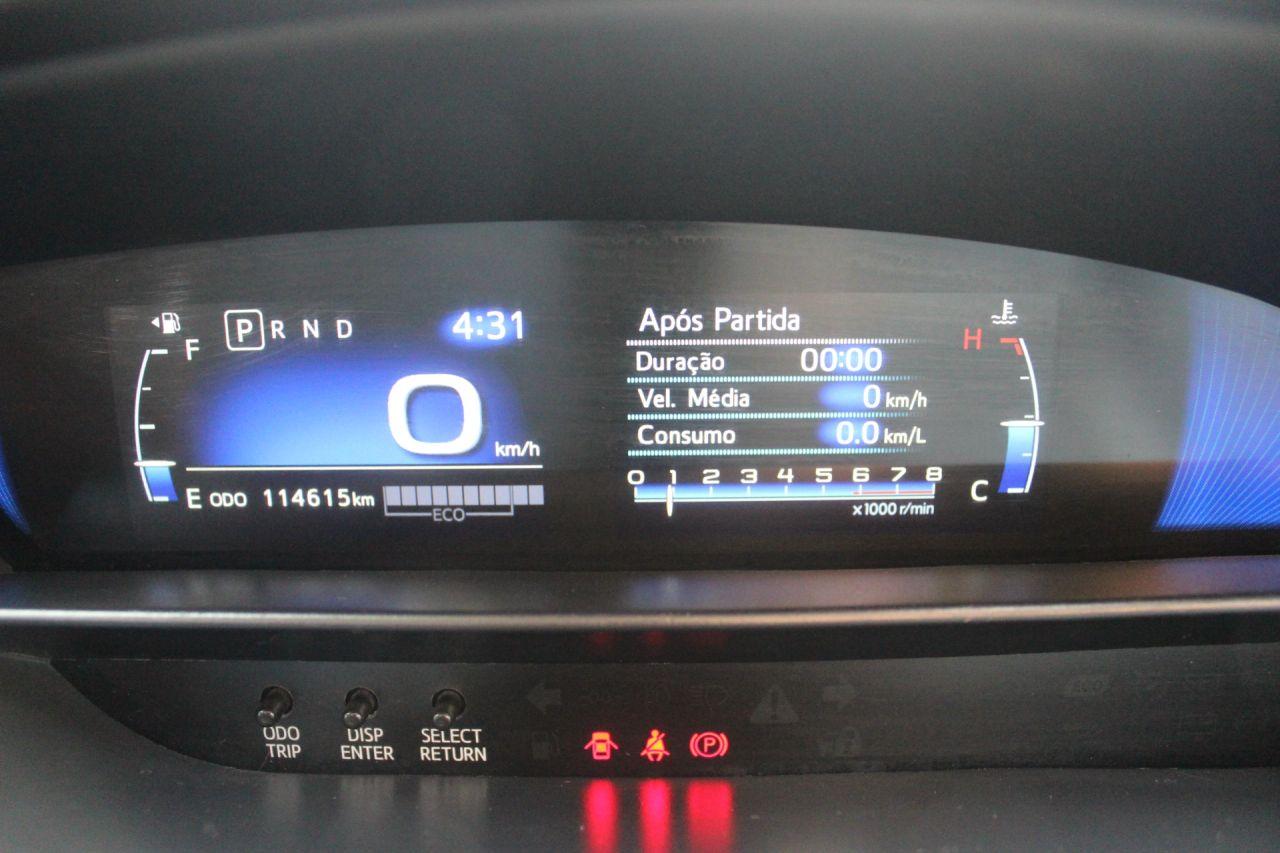 P R N D 4:31
F
0
km/h
E ODO 114615km
ECO
Após Partida
Duração 00:00
Vel. Média 0 km/h
Consumo 0.0 km/L
0 1 2 3 4 5 6 7 8
x1000 r/min
H
C
ODO
TRIP
DISP
ENTER
SELECT
RETURN
P